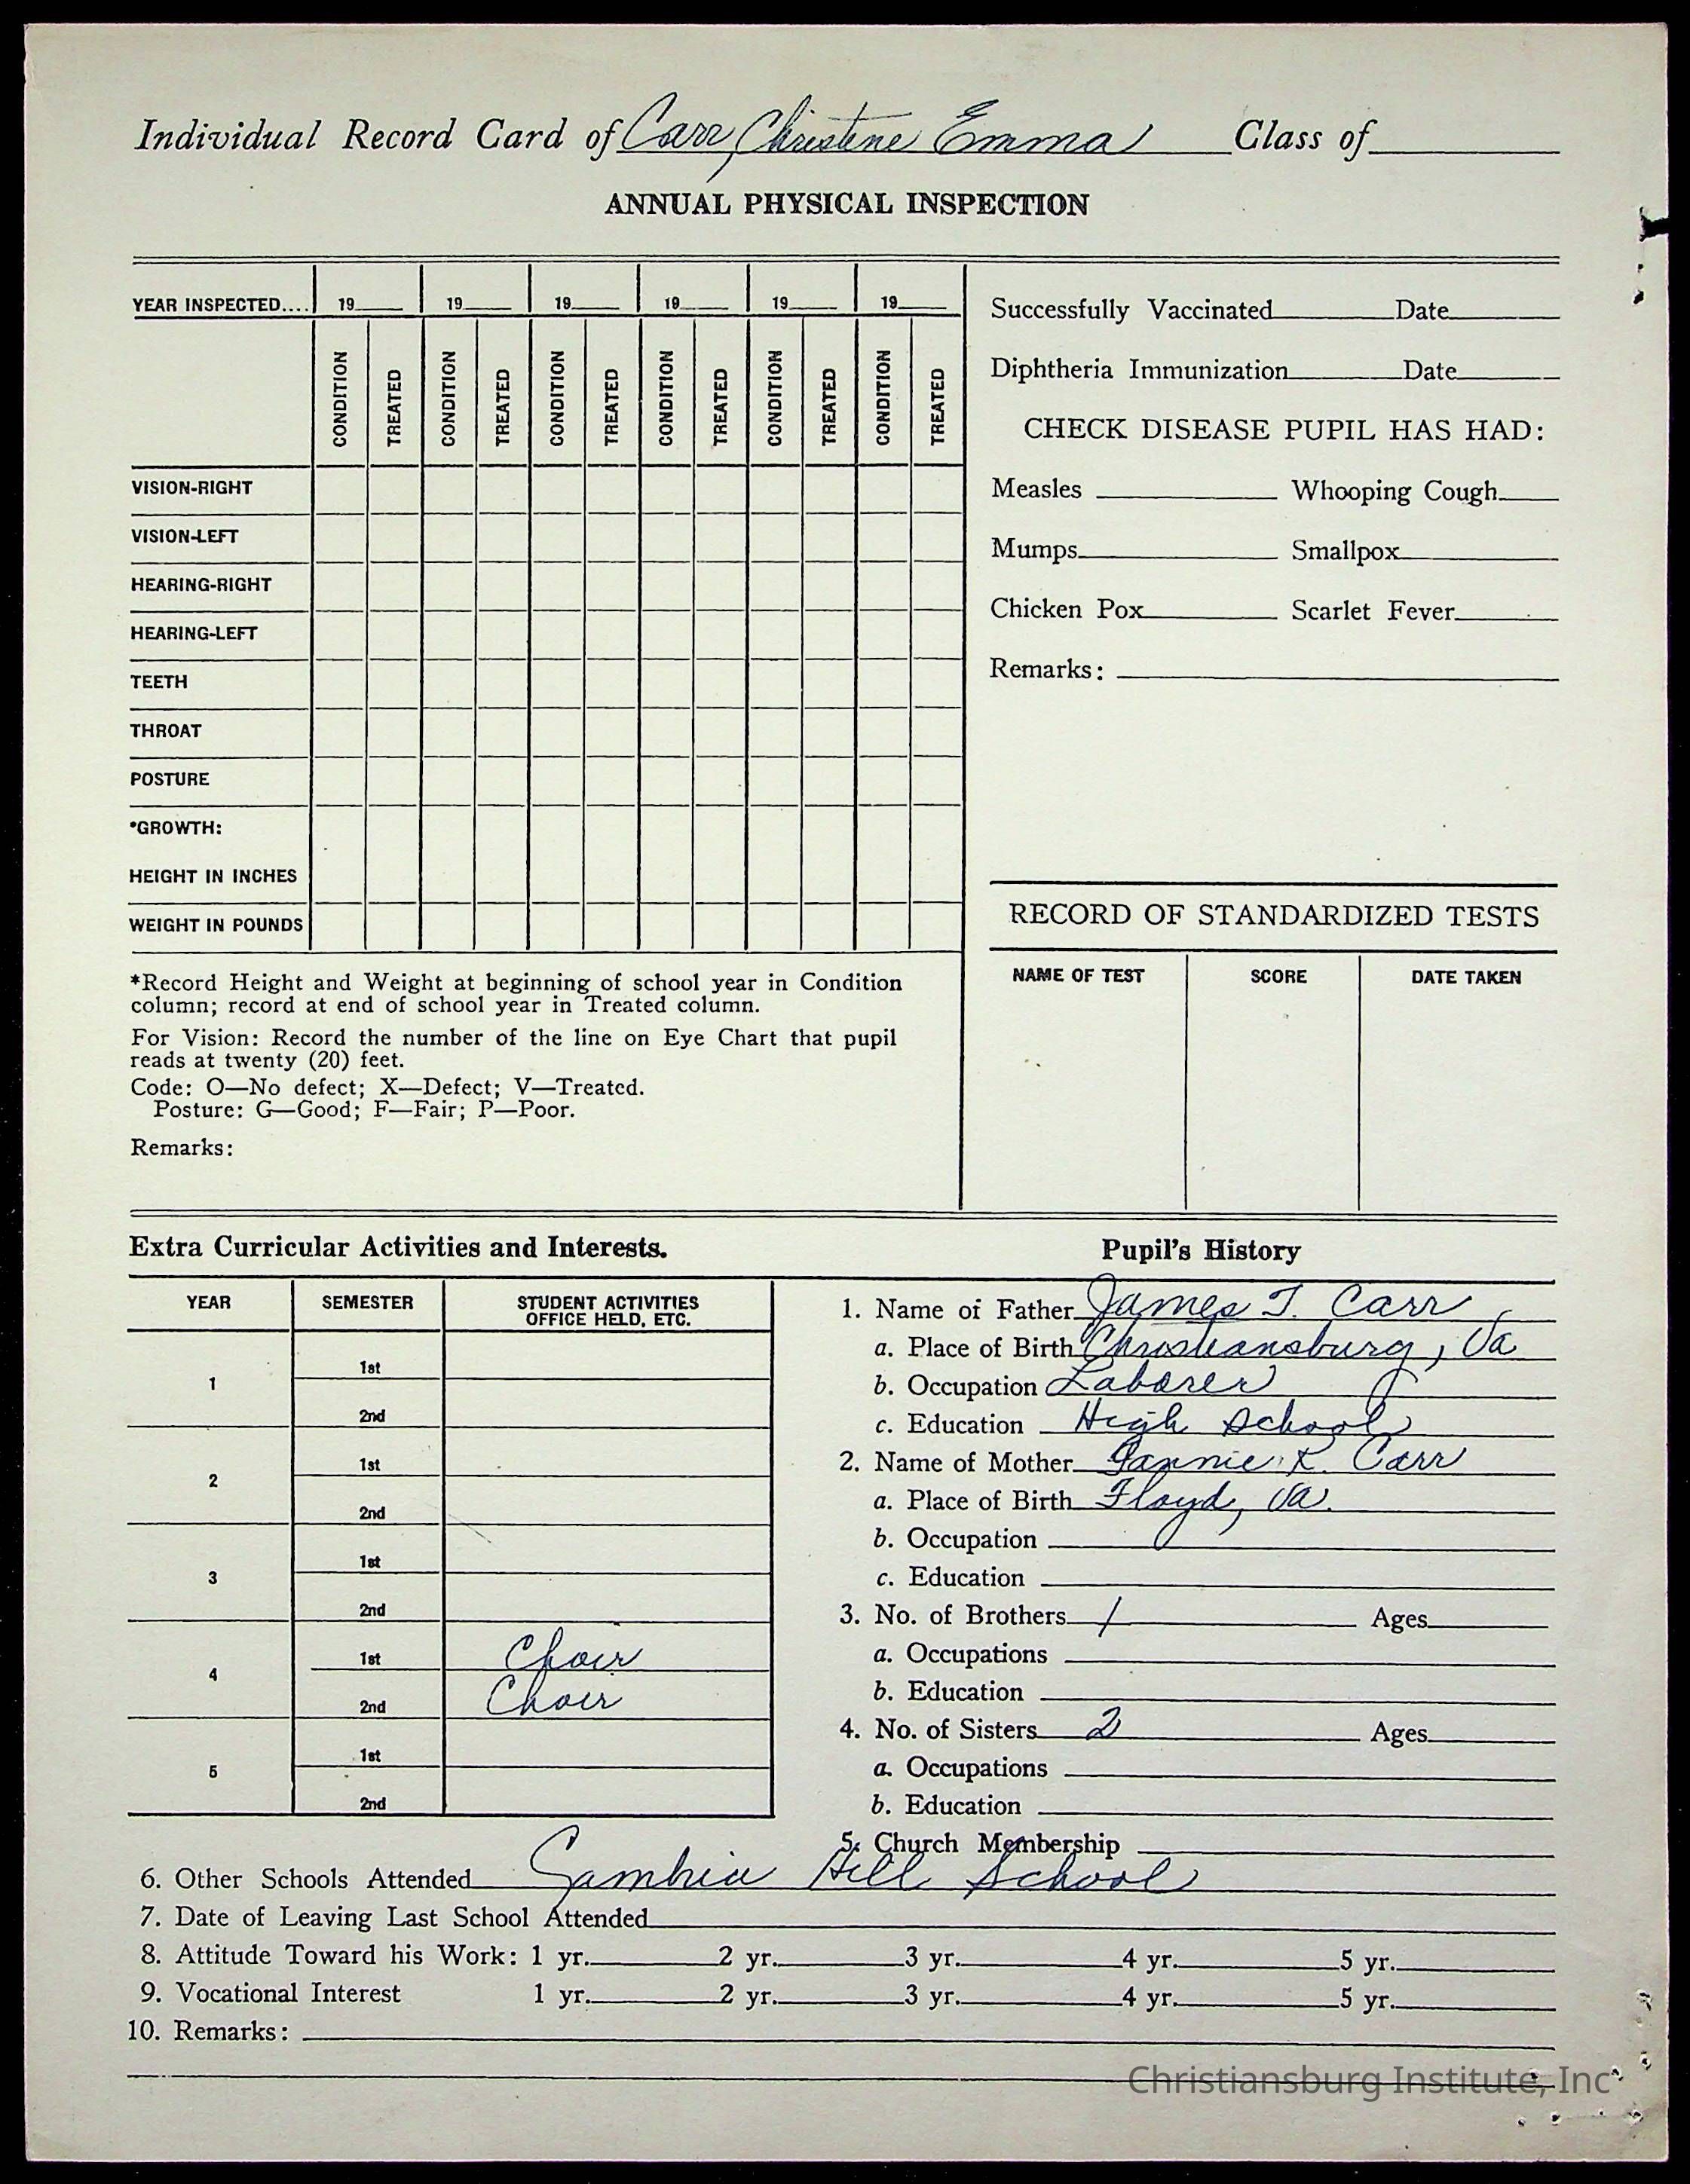 Individual Record Card of Carr, Christene Emma Class of
ANNUAL PHYSICAL INSPECTION
YEAR INSPECTED.... 19 19 19 19 19 19
CONDITION TREATED CONDITION TREATED CONDITION TREATED CONDITION TREATED CONDITION TREATED CONDITION TREATED
VISION-RIGHT
VISION-LEFT
HEARING-RIGHT
HEARING-LEFT
TEETH
THROAT
POSTURE
*GROWTH:
HEIGHT IN INCHES
WEIGHT IN POUNDS
*Record Height and Weight at beginning of school year in Condition
column; record at end of school year in Treated column.
For Vision: Record the number of the line on Eye Chart that pupil
reads at twenty (20) feet.
Code: O—No defect; X—Defect; V—Treated.
Posture: G—Good; F—Fair; P—Poor.
Remarks:
Successfully Vaccinated Date
Diphtheria Immunization Date
CHECK DISEASE PUPIL HAS HAD:
Measles Whooping Cough
Mumps Smallpox
Chicken Pox Scarlet Fever
Remarks:
RECORD OF STANDARDIZED TESTS
NAME OF TEST SCORE DATE TAKEN
Extra Curricular Activities and Interests.
YEAR SEMESTER STUDENT ACTIVITIES
OFFICE HELD, ETC.
1 1st
2nd
2 1st
2nd
3 1st
2nd
4 1st Choir
2nd Choir
5 1st
2nd
Pupil's History
1. Name of Father James T. Carr
a. Place of Birth Christiansburg, Va
b. Occupation Laborer
c. Education High School
2. Name of Mother K. Carr
a. Place of Birth Floyd, Va.
b. Occupation
c. Education
3. No. of Brothers 1 Ages
a. Occupations
b. Education
4. No. of Sisters 2 Ages
a. Occupations
b. Education
5. Church Membership
6. Other Schools Attended Hill School
7. Date of Leaving Last School Attended
8. Attitude Toward his Work: 1 yr. 2 yr. 3 yr. 4 yr. 5 yr.
9. Vocational Interest 1 yr. 2 yr. 3 yr. 4 yr. 5 yr.
10. Remarks:
Christiansburg Institute, Inc